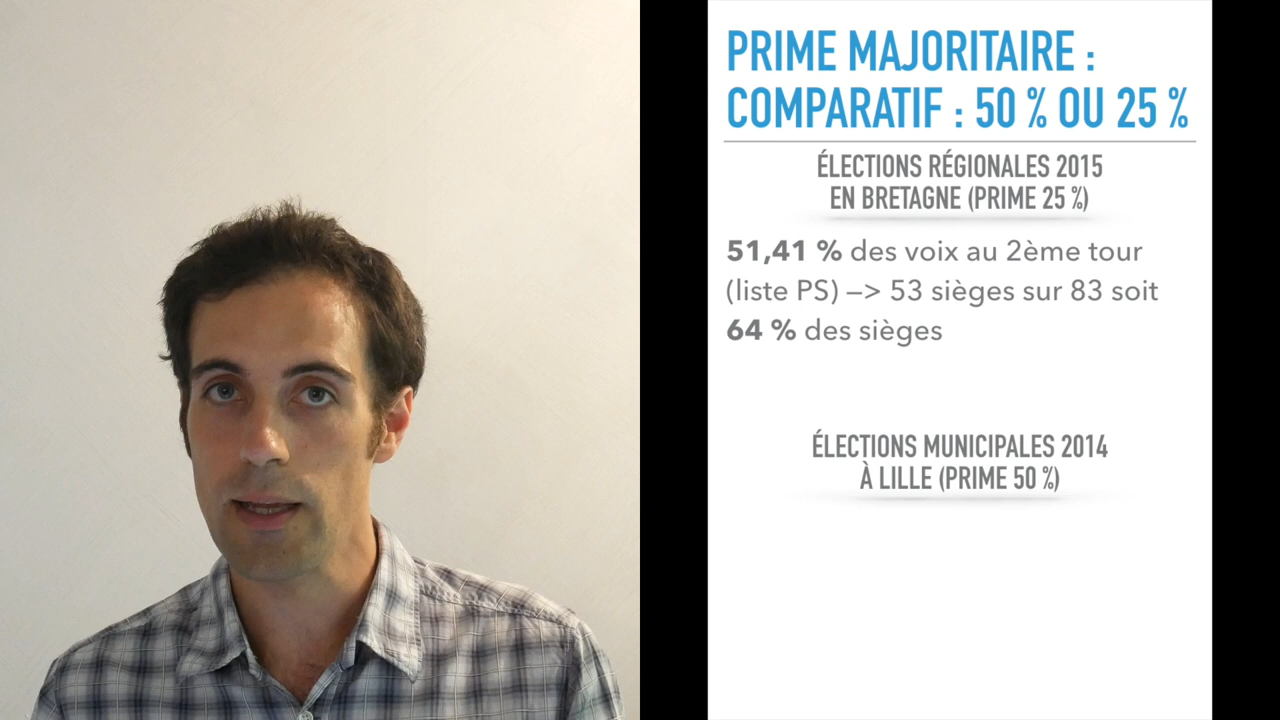 PRIME MAJORITAIRE :
COMPARATIF : 50 % OU 25 %
ÉLECTIONS RÉGIONALES 2015
EN BRETAGNE (PRIME 25 %)
51,41 % des voix au 2ème tour
(liste PS) —> 53 sièges sur 83 soit
64 % des sièges
ÉLECTIONS MUNICIPALES 2014
À LILLE (PRIME 50 %)